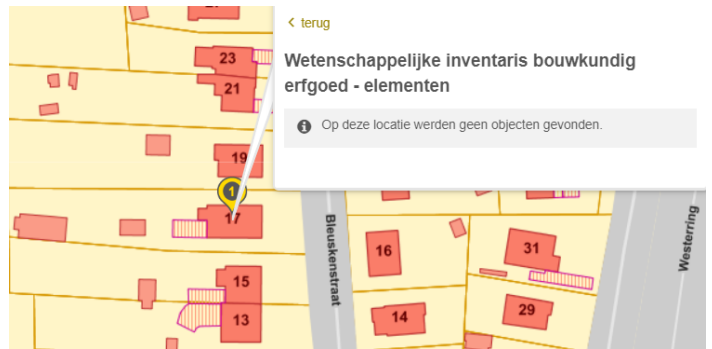 < terug
Wetenschappelijke inventaris bouwkundig
erfgoed - elementen
Op deze locatie werden geen objecten gevonden.
23
21
19
1
17
15
13
Bleuskenstraat
16
14
31
29
Westerring